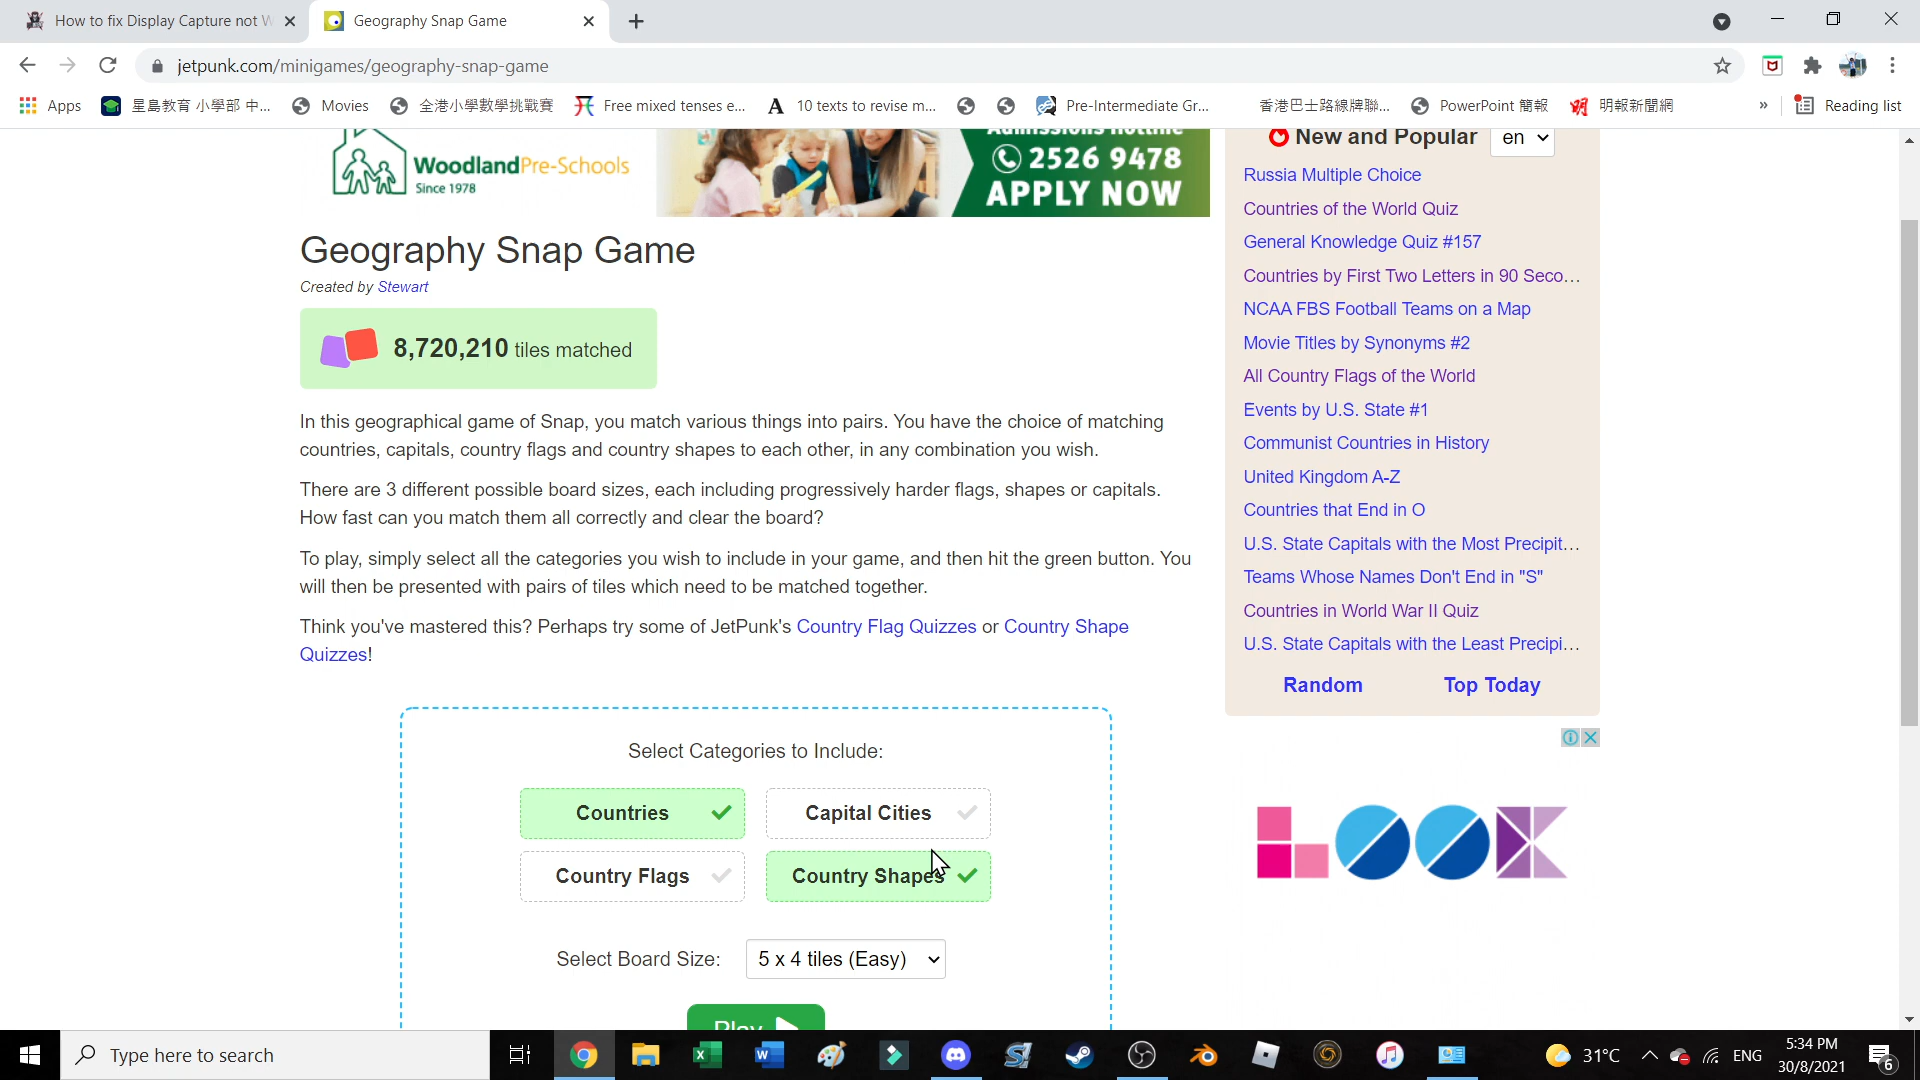 How to fix Display Capture not W
Geography Snap Game
jetpunk.com/minigames/geography-snap-game
Apps
星島教育 小學部 中...
Movies
全港小學數學挑戰賽
Free mixed tenses e...
10 texts to revise m...
Pre-Intermediate Gr...
香港巴士路線牌聯...
PowerPoint 簡報
明報新聞網
»
Reading list
Woodland Pre-Schools
Since 1978
Admissions Hotline
2526 9478
APPLY NOW
Geography Snap Game
Created by Stewart
8,720,210 tiles matched
In this geographical game of Snap, you match various things into pairs. You have the choice of matching
countries, capitals, country flags and country shapes to each other, in any combination you wish.
There are 3 different possible board sizes, each including progressively harder flags, shapes or capitals.
How fast can you match them all correctly and clear the board?
To play, simply select all the categories you wish to include in your game, and then hit the green button. You
will then be presented with pairs of tiles which need to be matched together.
Think you've mastered this? Perhaps try some of JetPunk's Country Flag Quizzes or Country Shape
Quizzes!
Select Categories to Include:
Countries
Capital Cities
Country Flags
Country Shapes
Select Board Size: 5 x 4 tiles (Easy)
Play
New and Popular
en
Russia Multiple Choice
Countries of the World Quiz
General Knowledge Quiz #157
Countries by First Two Letters in 90 Seco...
NCAA FBS Football Teams on a Map
Movie Titles by Synonyms #2
All Country Flags of the World
Events by U.S. State #1
Communist Countries in History
United Kingdom A-Z
Countries that End in O
U.S. State Capitals with the Most Precipit...
Teams Whose Names Don't End in "S"
Countries in World War II Quiz
U.S. State Capitals with the Least Precipi...
Random
Top Today
LOOK
Type here to search
31°C
ENG
5:34 PM
30/8/2021
6